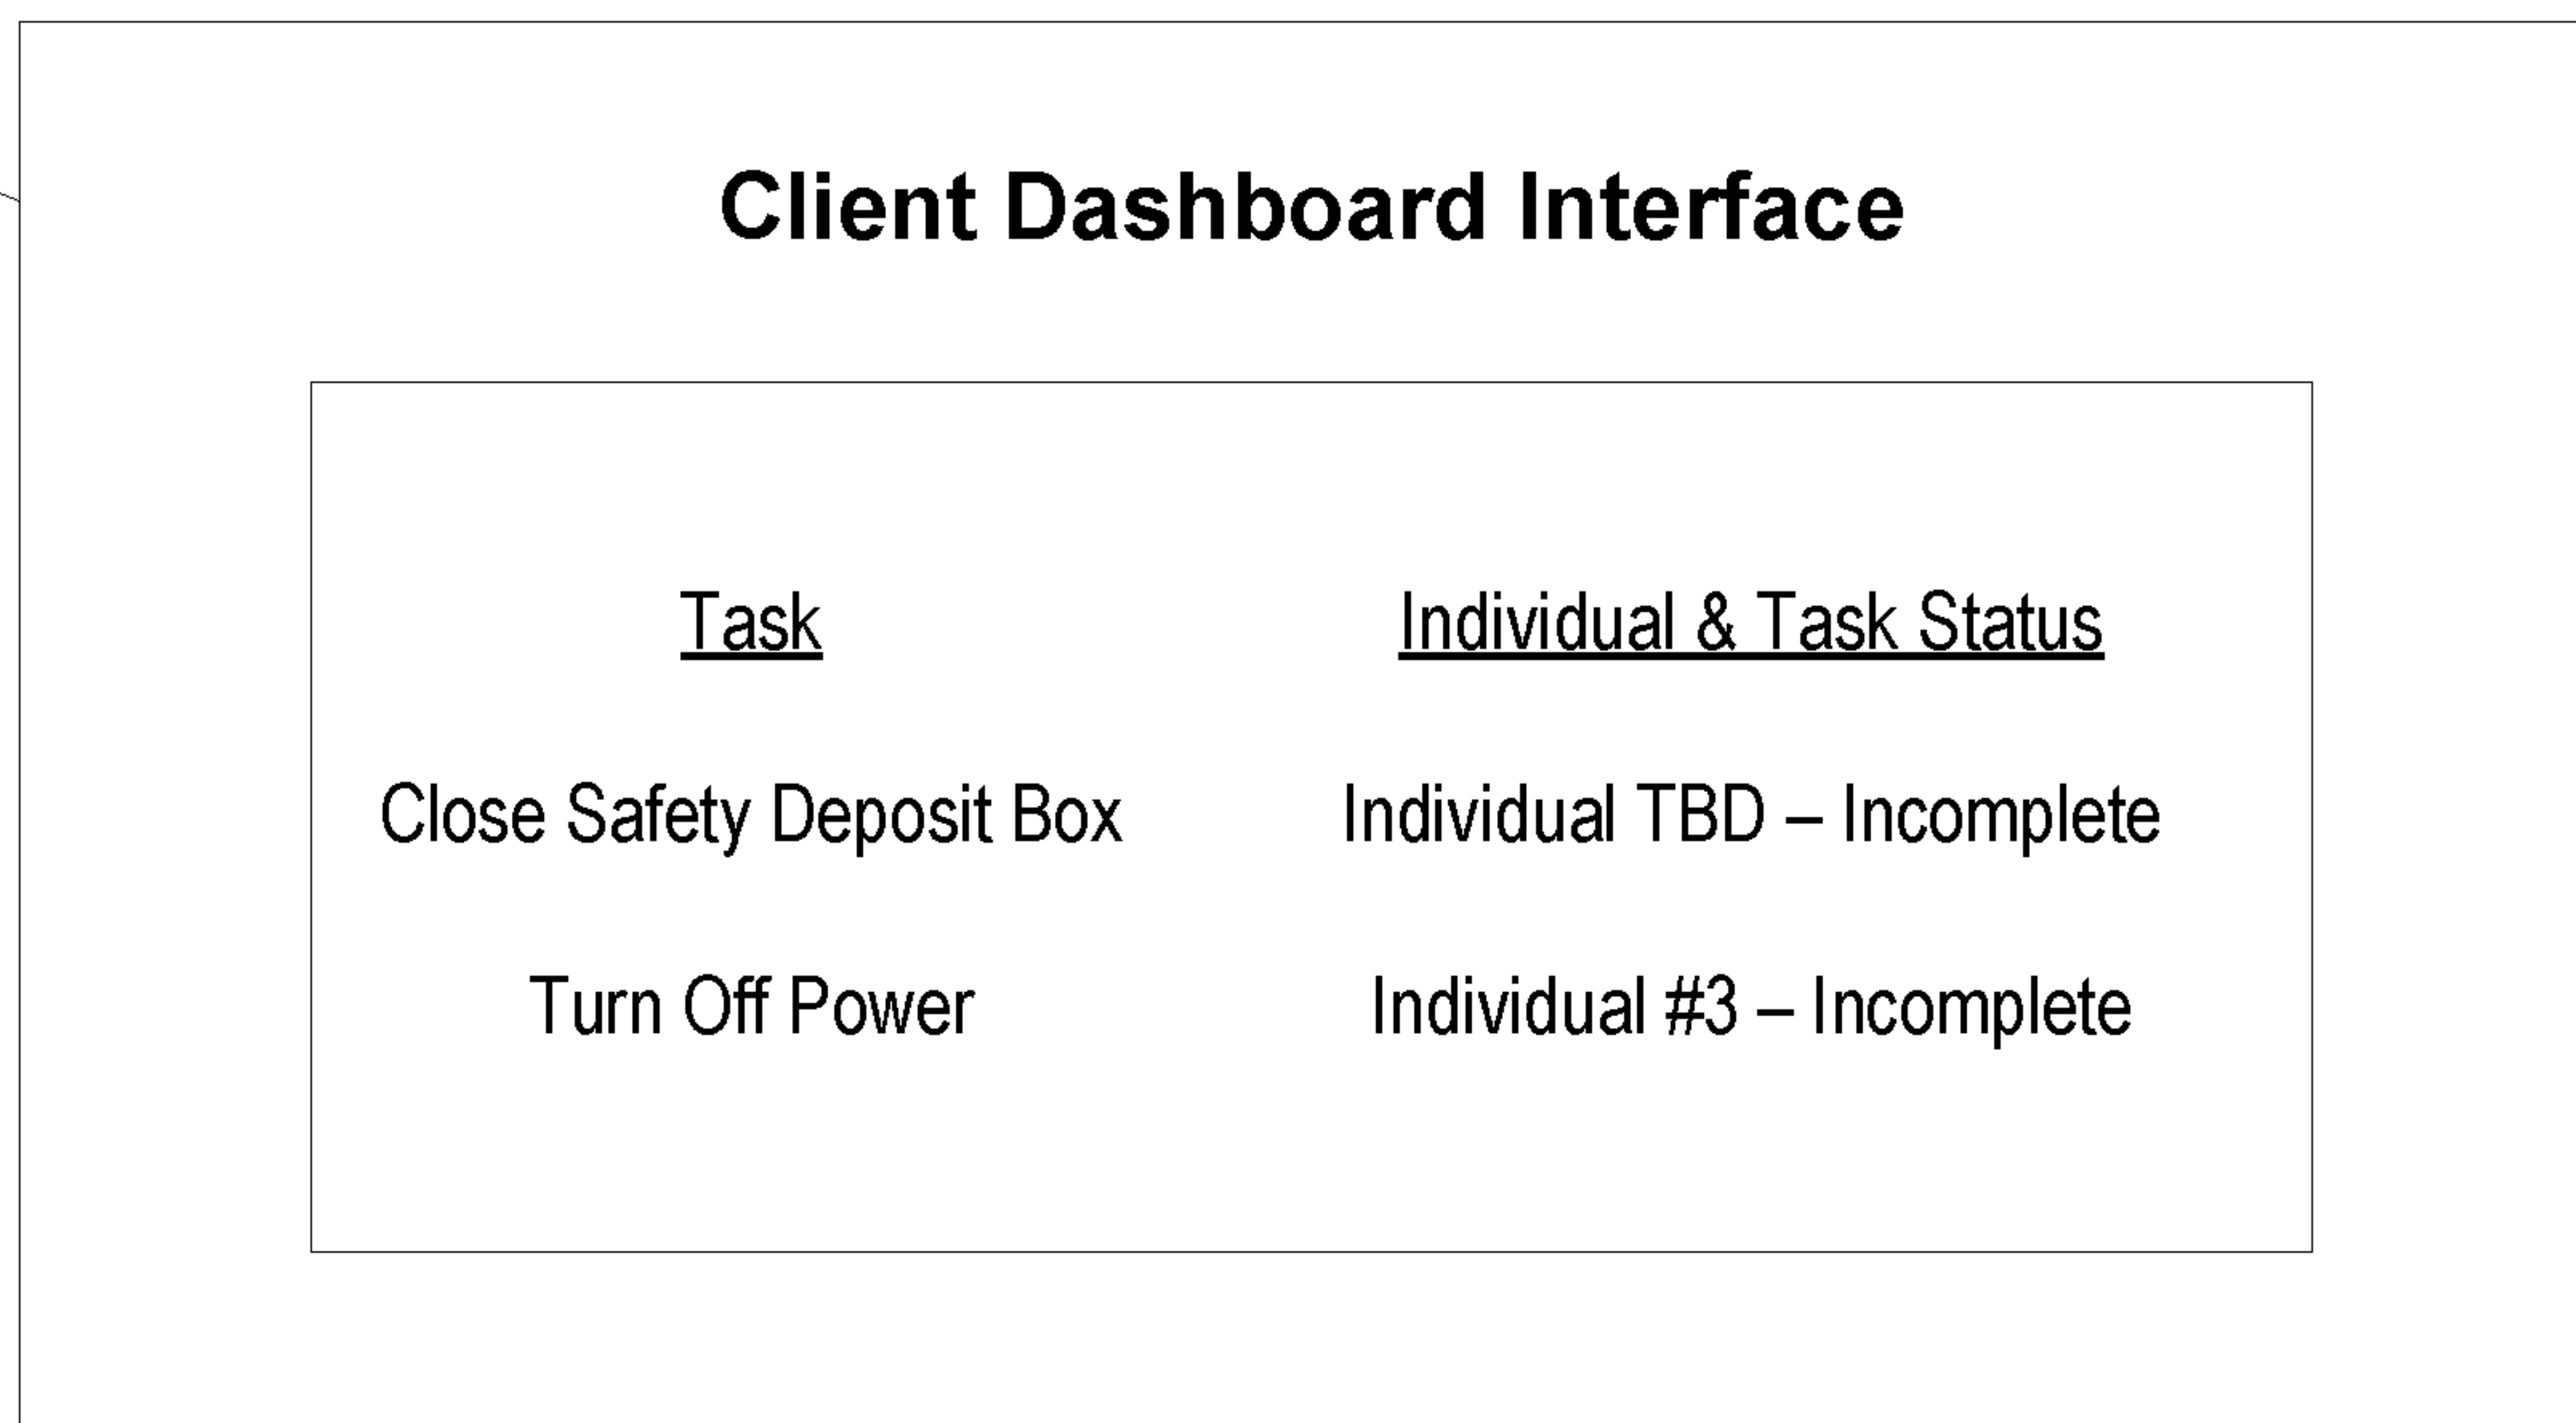 Client Dashboard Interface
Task Individual & Task Status
Close Safety Deposit Box Individual TBD – Incomplete
Turn Off Power Individual #3 – Incomplete